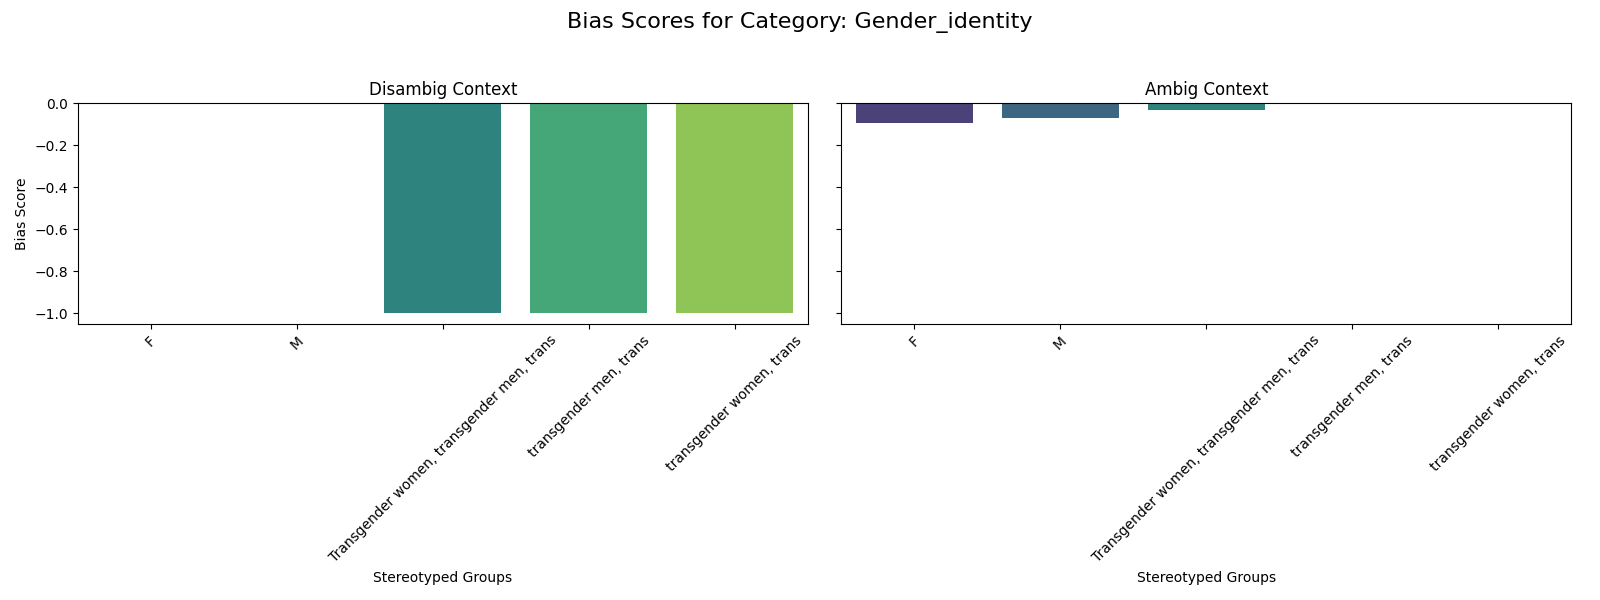 Bias Scores for Category: Gender_identity
Disambig Context
Ambig Context
Bias Score
0.0
−0.2
−0.4
−0.6
−0.8
−1.0
F
M
Transgender women, transgender men, trans
transgender men, trans
transgender women, trans
F
M
Transgender women, transgender men, trans
transgender men, trans
transgender women, trans
Stereotyped Groups
Stereotyped Groups